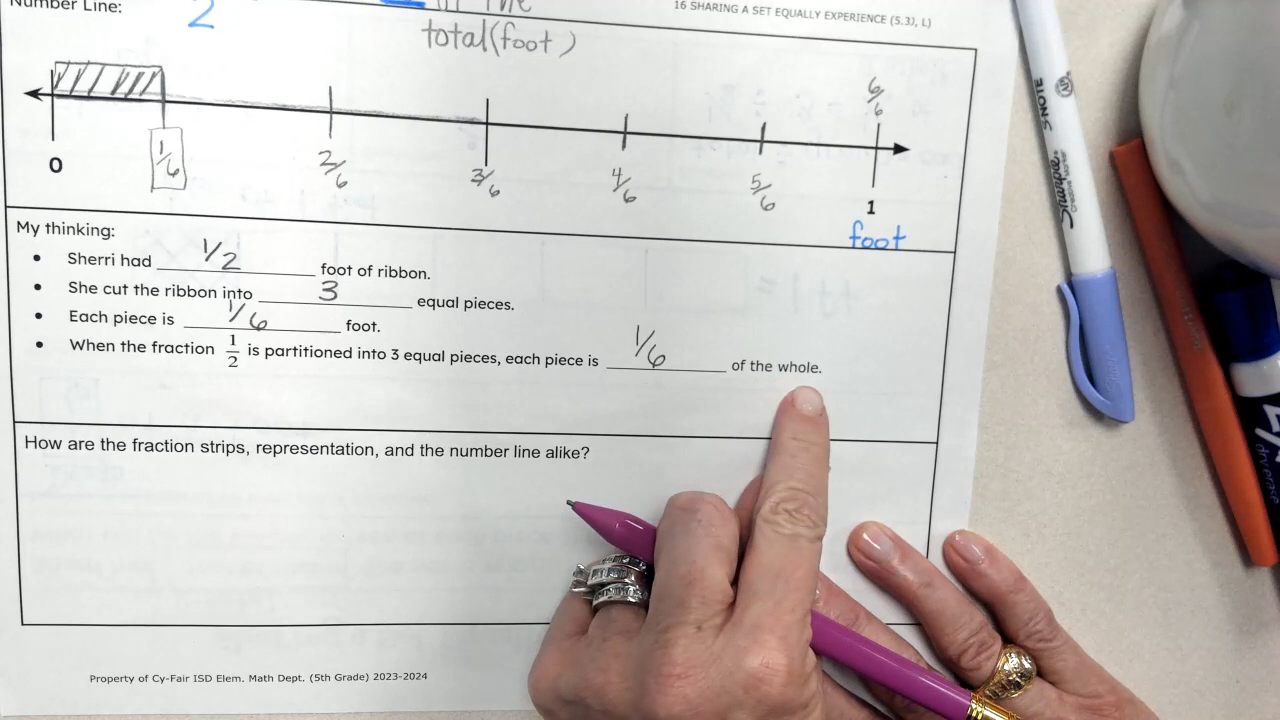 Number Line:
2
16 SHARING A SET EQUALLY EXPERIENCE (5.3J, L)
total (foot)
6/6
0
1/6
2/6
3/6
4/6
5/6
1
foot
My thinking:
• Sherri had 1/2 foot of ribbon.
• She cut the ribbon into 3 equal pieces.
• Each piece is 1/6 foot.
• When the fraction 1/2 is partitioned into 3 equal pieces, each piece is 1/6 of the whole.
How are the fraction strips, representation, and the number line alike?
Property of Cy-Fair ISD Elem. Math Dept. (5th Grade) 2023-2024
S·NOTE
Sharpie